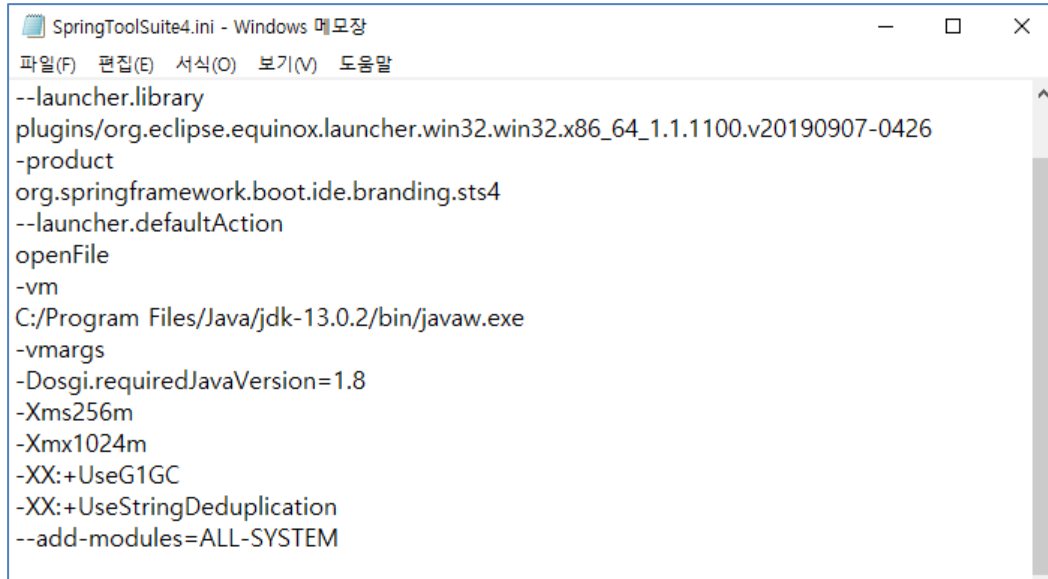 SpringToolSuite4.ini - Windows 메모장
파일(F) 편집(E) 서식(O) 보기(V) 도움말
--launcher.library
plugins/org.eclipse.equinox.launcher.win32.win32.x86_64_1.1.1100.v20190907-0426
-product
org.springframework.boot.ide.branding.sts4
--launcher.defaultAction
openFile
-vm
C:/Program Files/Java/jdk-13.0.2/bin/javaw.exe
-vmargs
-Dosgi.requiredJavaVersion=1.8
-Xms256m
-Xmx1024m
-XX:+UseG1GC
-XX:+UseStringDeduplication
--add-modules=ALL-SYSTEM